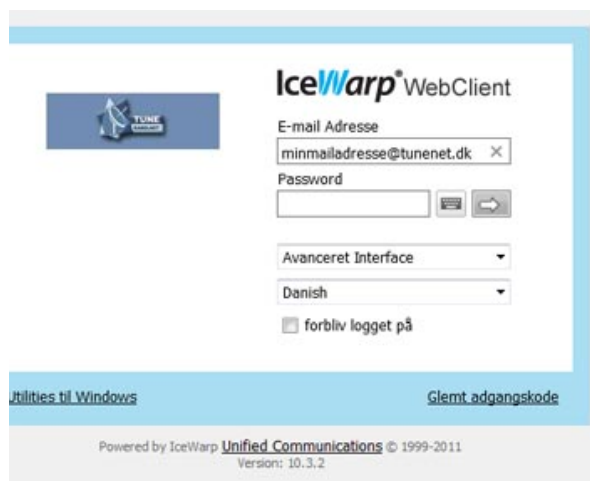 IceWarp® WebClient
TUNE
E-mail Adresse
minmailadresse@tunenet.dk
Password
Avanceret Interface
Danish
forbliv logget på
Utilities til Windows
Glemt adgangskode
Powered by IceWarp Unified Communications © 1999-2011
Version: 10.3.2